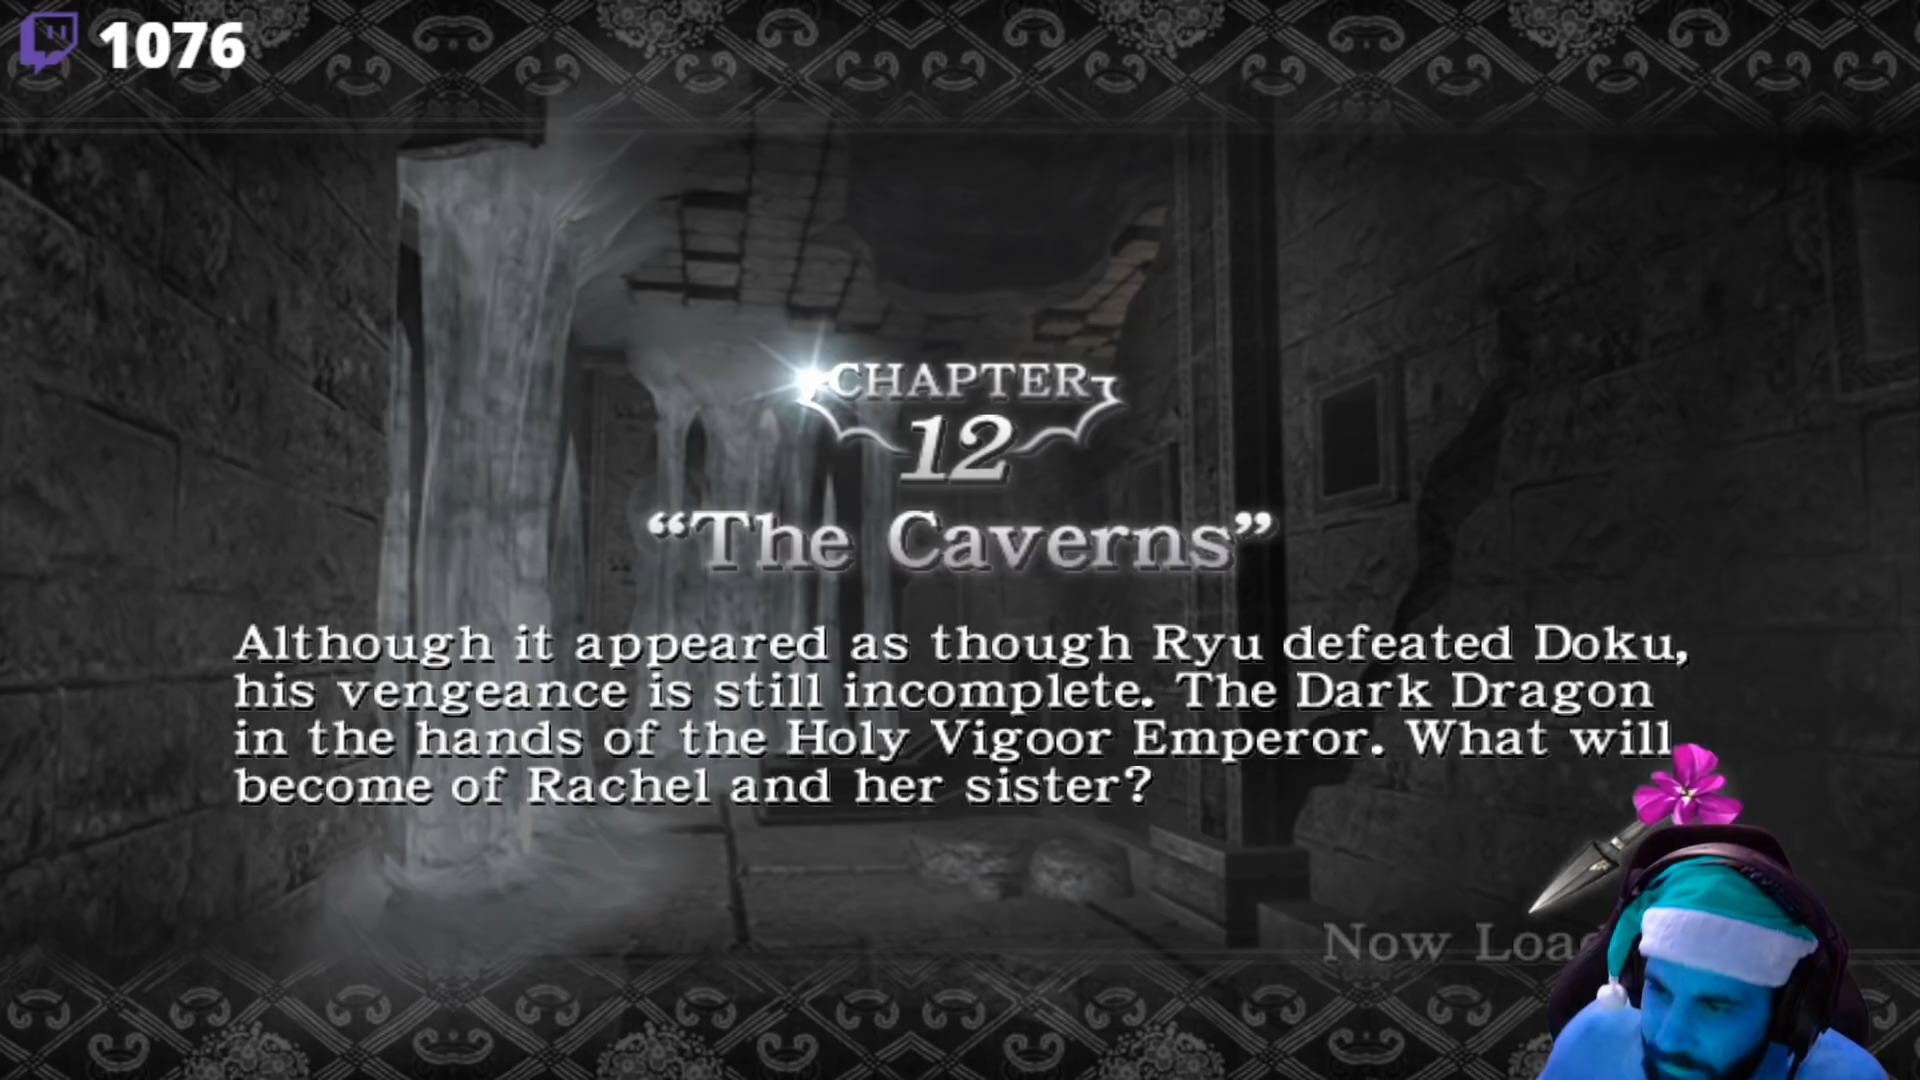 1076
CHAPTER
12
“The Caverns”
Although it appeared as though Ryu defeated Doku,
his vengeance is still incomplete. The Dark Dragon
in the hands of the Holy Vigoor Emperor. What will
become of Rachel and her sister?
Now